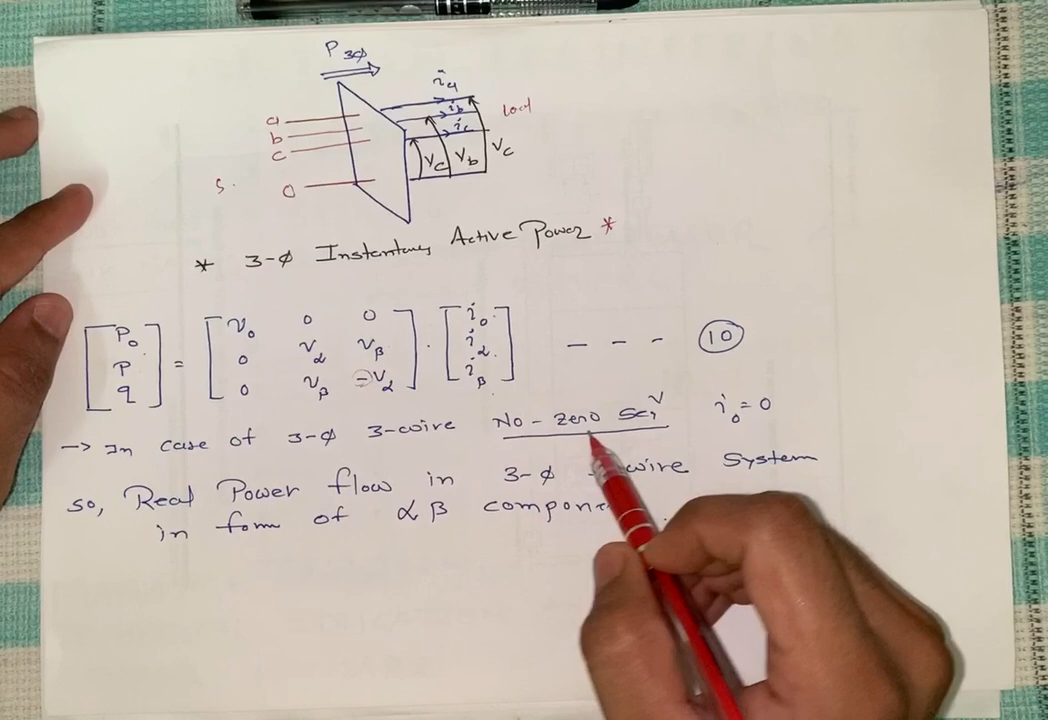 P3φ
ia
a
ib
load
b
ic
c
Vc Vb Vc
S.
0
* 3-φ Instantaneous Active Power *
[P0 P q] = [v0 0 0 0 vα vβ 0 vβ -vα] · [i0 iα iβ] - - - 10
→ In case of 3-φ 3-wire No-zero Seq i0=0
so, Real Power flow in 3-φ wire System
in form of αβ